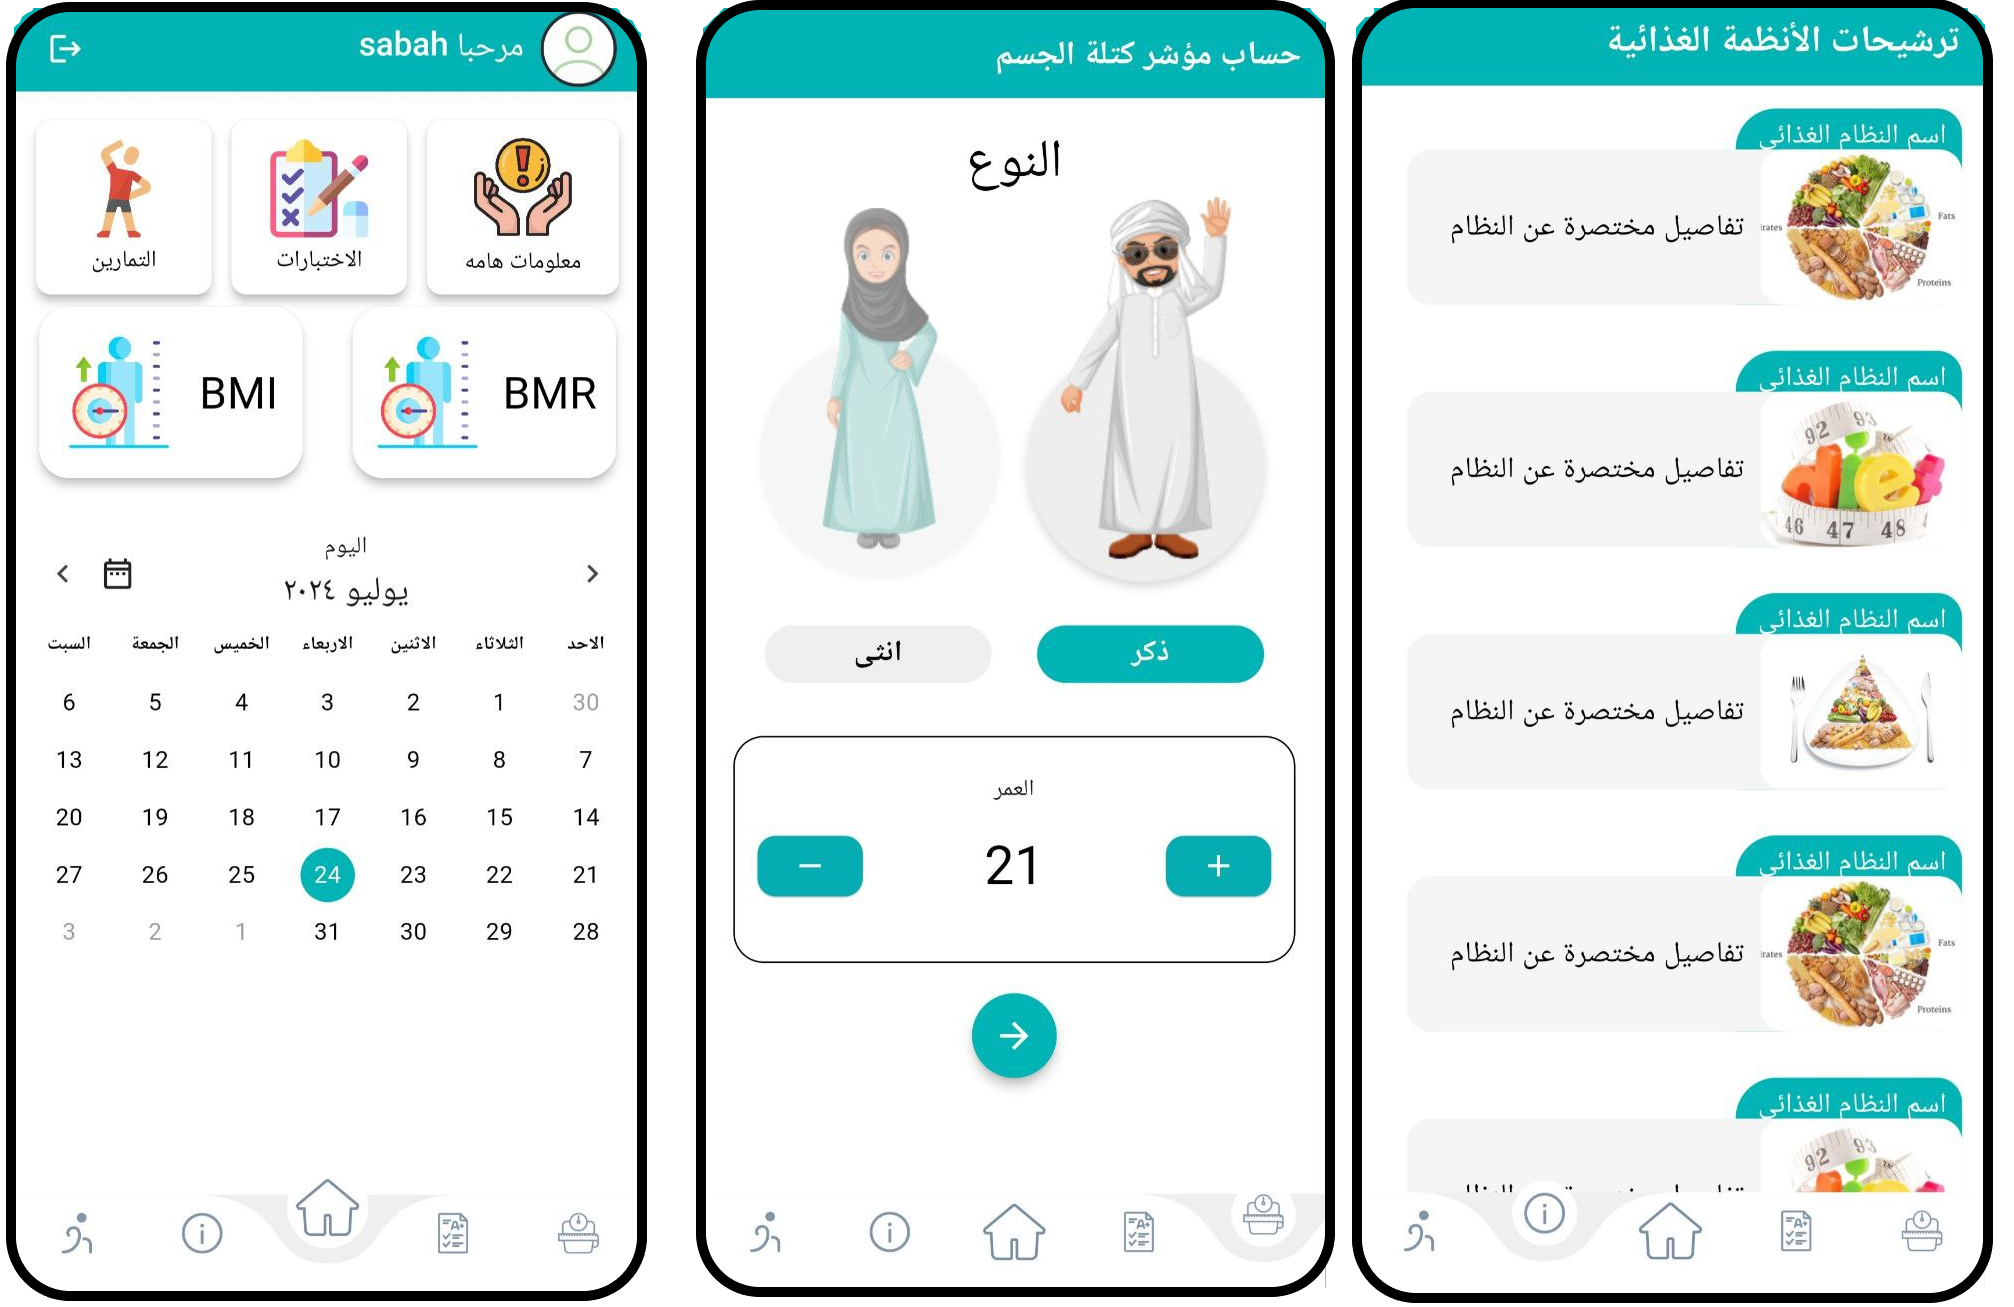 مرحبا sabah
معلومات هامه
الاختبارات
التمارين
BMR
BMI
اليوم
يوليو ٢٠٢٤
الاحد الثلاثاء الاثنين الاربعاء الخميس الجمعة السبت
30 1 2 3 4 5 6
7 8 9 10 11 12 13
14 15 16 17 18 19 20
21 22 23 24 25 26 27
28 29 30 31 1 2 3
حساب مؤشر كتلة الجسم
النوع
ذكر
انثى
العمر
21
ترشيحات الأنظمة الغذائية
اسم النظام الغذائي
تفاصيل مختصرة عن النظام
Fats
rates
Proteins
اسم النظام الغذائي
تفاصيل مختصرة عن النظام
92 93
diet
46 47 48
اسم النظام الغذائي
تفاصيل مختصرة عن النظام
اسم النظام الغذائي
تفاصيل مختصرة عن النظام
Fats
rates
Proteins
اسم النظام الغذائي
92 93
A+
A+
A+